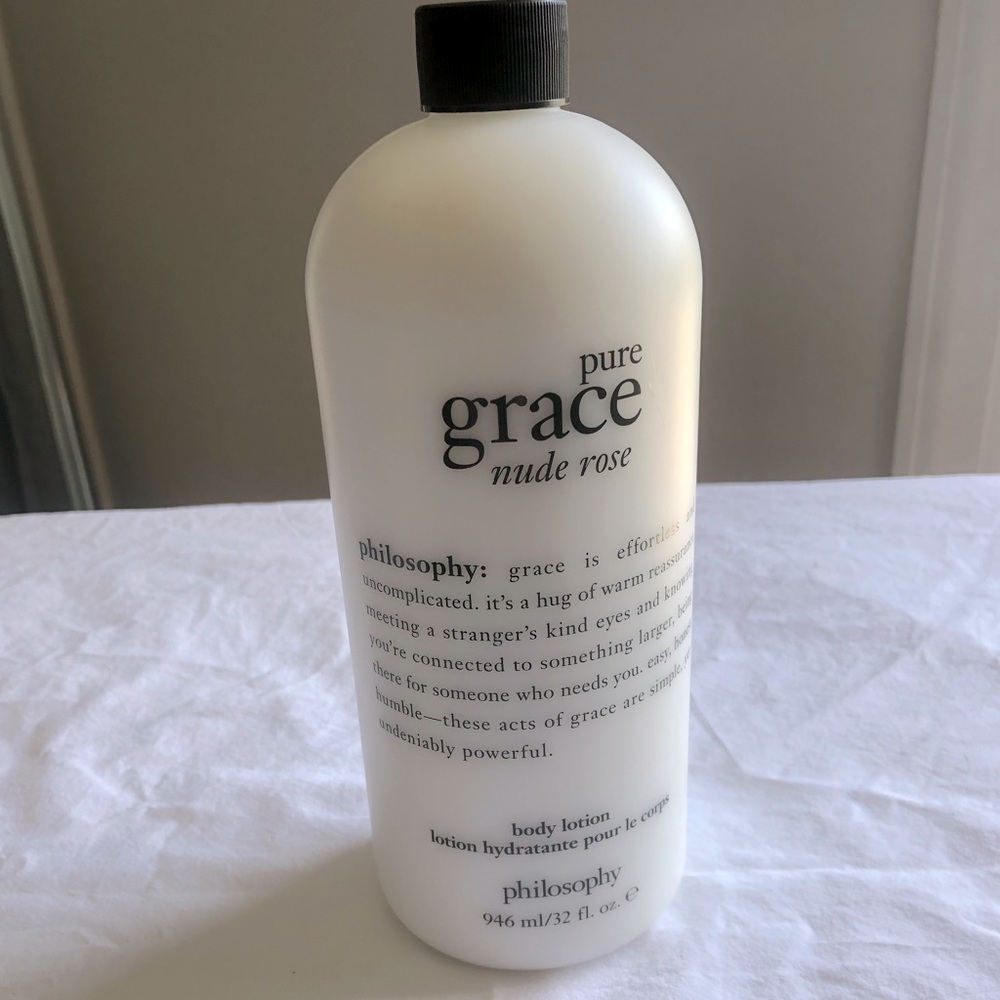 pure
grace
nude rose
philosophy: grace is effortless
uncomplicated. it's a hug of warm reassurance
meeting a stranger's kind eyes and knowing
you're connected to something larger,
there for someone who needs you. easy,
humble—these acts of grace are simple,
undeniably powerful.
body lotion
lotion hydratante pour le corps
philosophy
946 ml/32 fl. oz. ℮